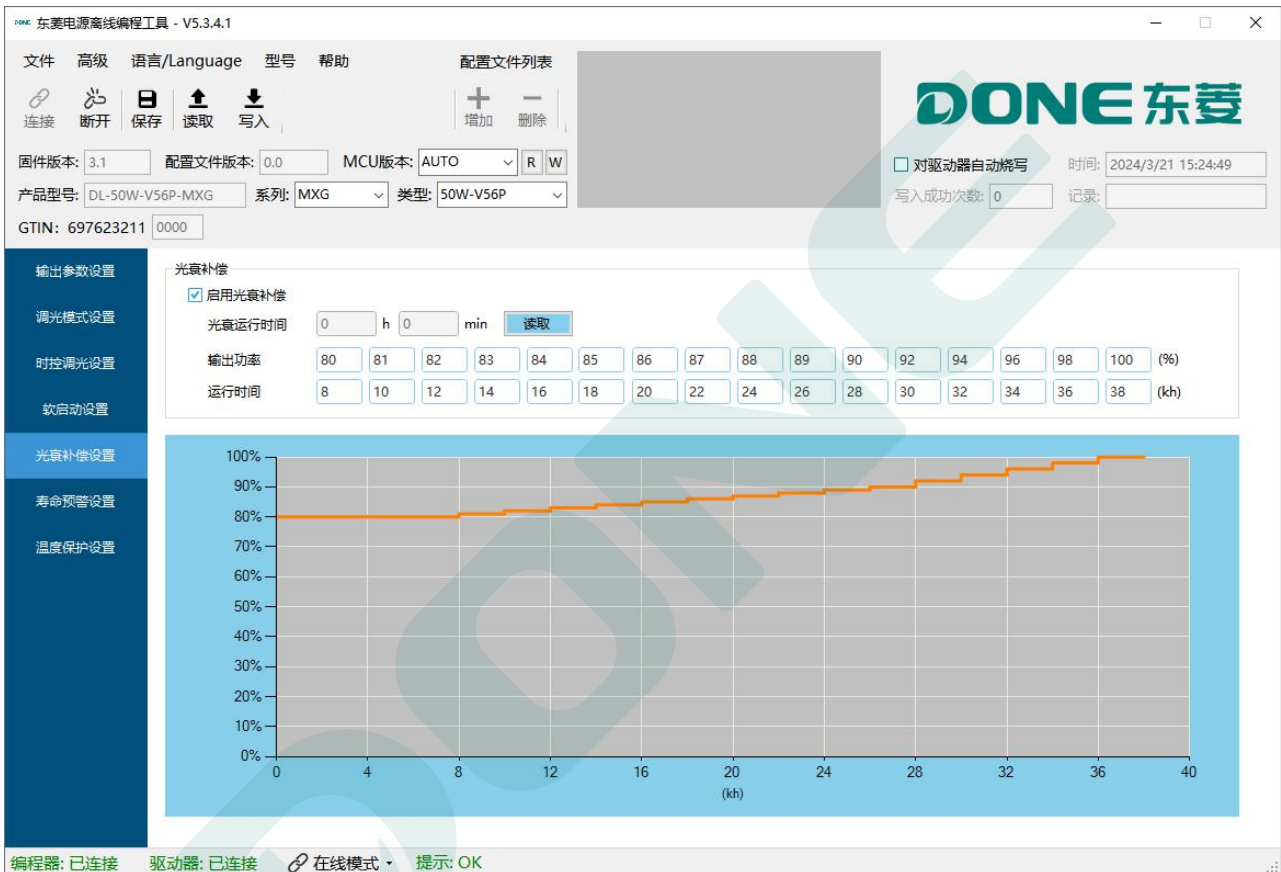 DONE 东菱电源离线编程工具 - V5.3.4.1
文件 高级 语言/Language 型号 帮助 配置文件列表
连接 断开 保存 读取 写入 增加 删除
DONE东菱
固件版本: 3.1 配置文件版本: 0.0 MCU版本: AUTO R W
对驱动器自动烧写 时间: 2024/3/21 15:24:49
产品型号: DL-50W-V56P-MXG 系列: MXG 类型: 50W-V56P
写入成功次数: 0 记录:
GTIN: 697623211 0000
输出参数设置
调光模式设置
时控调光设置
软启动设置
光衰补偿设置
寿命预警设置
温度保护设置
光衰补偿
启用光衰补偿
光衰运行时间 0 h 0 min 读取
输出功率 80 81 82 83 84 85 86 87 88 89 90 92 94 96 98 100 (%)
运行时间 8 10 12 14 16 18 20 22 24 26 28 30 32 34 36 38 (kh)
100%
90%
80%
70%
60%
50%
40%
30%
20%
10%
0%
0 4 8 12 16 20 24 28 32 36 40
(kh)
编程器: 已连接 驱动器: 已连接 在线模式 提示: OK
DONE